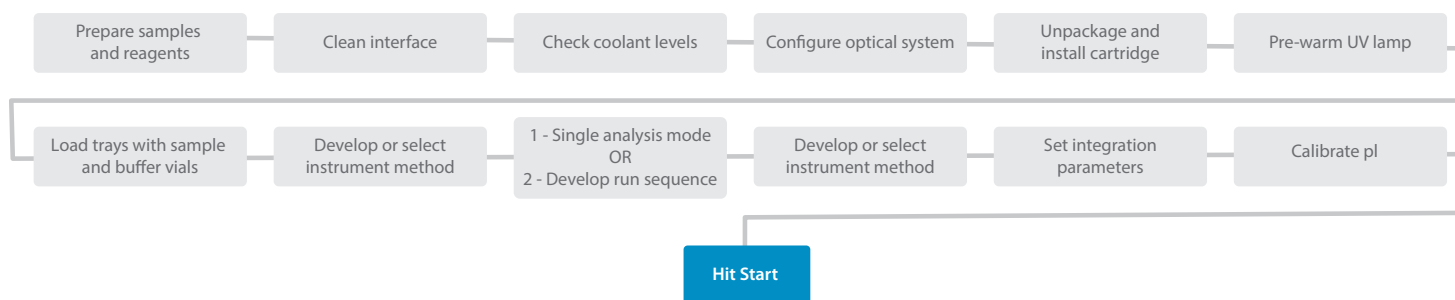 Prepare samples
and reagents
Clean interface
Check coolant levels
Configure optical system
Unpackage and
install cartridge
Pre-warm UV lamp
Load trays with sample
and buffer vials
Develop or select
instrument method
1 - Single analysis mode
OR
2 - Develop run sequence
Develop or select
instrument method
Set integration
parameters
Calibrate pl
Hit Start